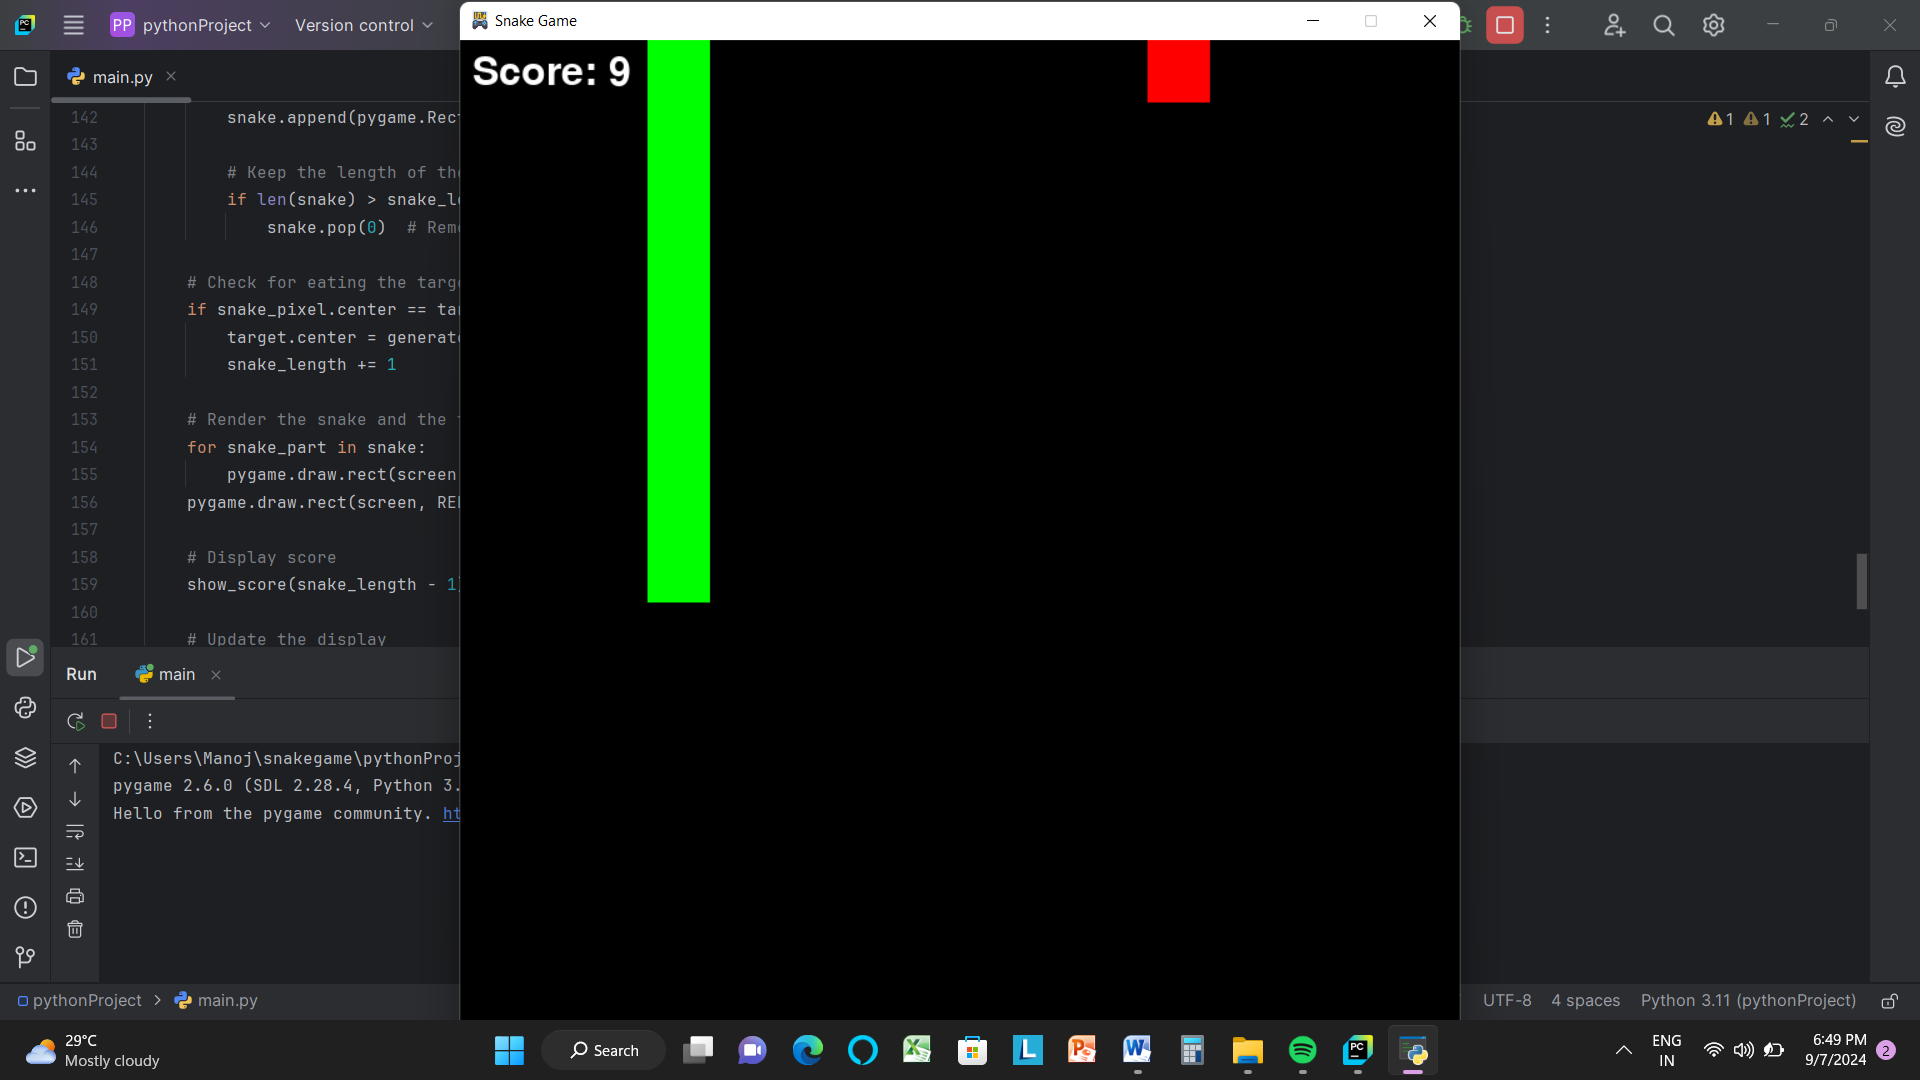 PP pythonProject Version control
Snake Game
main.py
Score: 9
1 1 2
142 snake.append(pygame.Rect
143
144 # Keep the length of the
145 if len(snake) > snake_l
146 snake.pop(0) # Rem
147
148 # Check for eating the targ
149 if snake_pixel.center == ta
150 target.center = generat
151 snake_length += 1
152
153 # Render the snake and the
154 for snake_part in snake:
155 pygame.draw.rect(screen
156 pygame.draw.rect(screen, RE
157
158 # Display score
159 show_score(snake_length - 1
160
161 # Update the display
Run main
C:\Users\Manoj\snakegame\pythonProj
pygame 2.6.0 (SDL 2.28.4, Python 3.
Hello from the pygame community. ht
pythonProject > main.py
UTF-8 4 spaces Python 3.11 (pythonProject)
29°C
Mostly cloudy
Search
ENG
IN
6:49 PM
9/7/2024
2